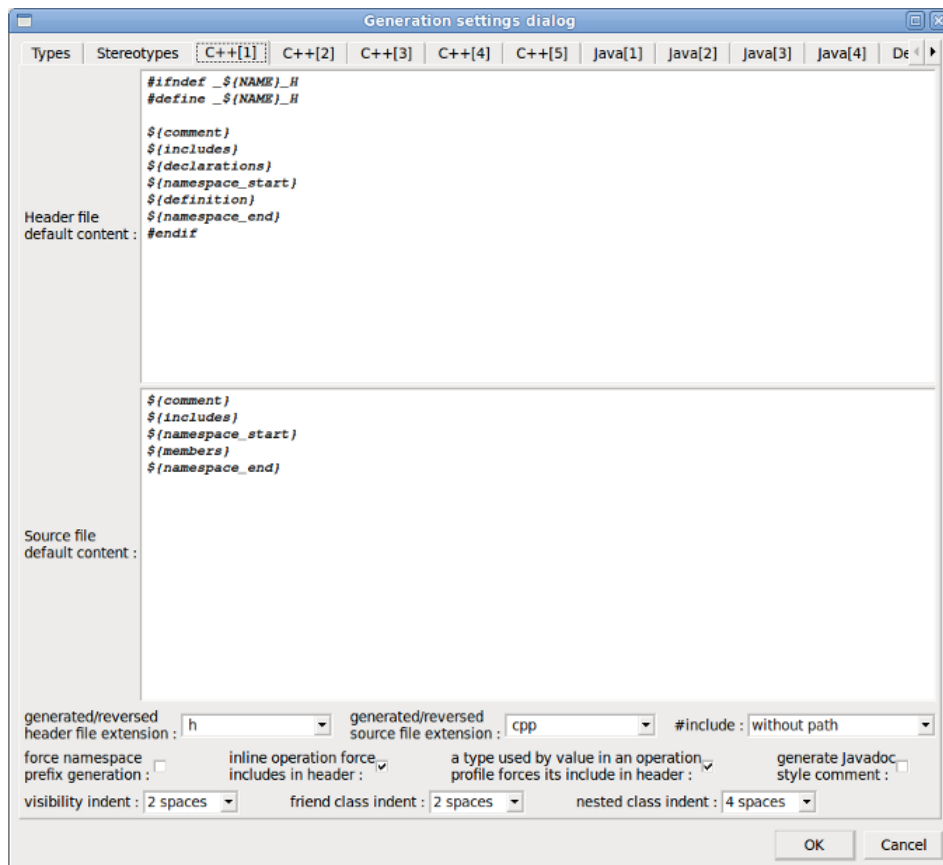 Generation settings dialog
Types Stereotypes C++[1] C++[2] C++[3] C++[4] C++[5] Java[1] Java[2] Java[3] Java[4] De
#ifndef _${NAME}_H
#define _${NAME}_H
${comment}
${includes}
${declarations}
${namespace_start}
${definition}
${namespace_end}
#endif
Header file
default content :
${comment}
${includes}
${namespace_start}
${members}
${namespace_end}
Source file
default content :
generated/reversed
header file extension : h
generated/reversed
source file extension : cpp
#include : without path
force namespace
prefix generation :
inline operation force
includes in header :
a type used by value in an operation
profile forces its include in header :
generate Javadoc
style comment :
visibility indent : 2 spaces
friend class indent : 2 spaces
nested class indent : 4 spaces
OK Cancel